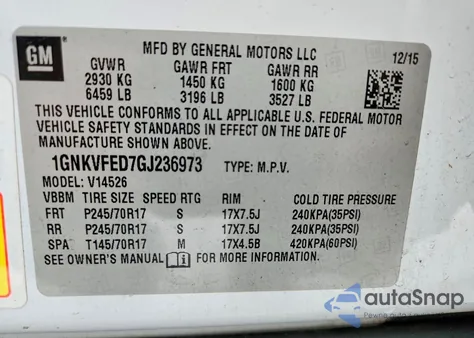 GM
MFD BY GENERAL MOTORS LLC
12/15
GVWR GAWR FRT GAWR RR
2930 KG 1450 KG 1600 KG
6459 LB 3196 LB 3527 LB
THIS VEHICLE CONFORMS TO ALL APPLICABLE U.S. FEDERAL MOTOR
VEHICLE SAFETY STANDARDS IN EFFECT ON THE DATE OF
MANUFACTURE SHOWN ABOVE.
1GNKVFED7GJ236973 TYPE: M.P.V.
MODEL: V14526
VBBM TIRE SIZE SPEED RTG RIM COLD TIRE PRESSURE
FRT P245/70R17 S 17X7.5J 240KPA(35PSI)
RR P245/70R17 S 17X7.5J 240KPA(35PSI)
SPA T145/70R17 M 17X4.5B 420KPA(60PSI)
SEE OWNER'S MANUAL FOR MORE INFORMATION
autoSnap